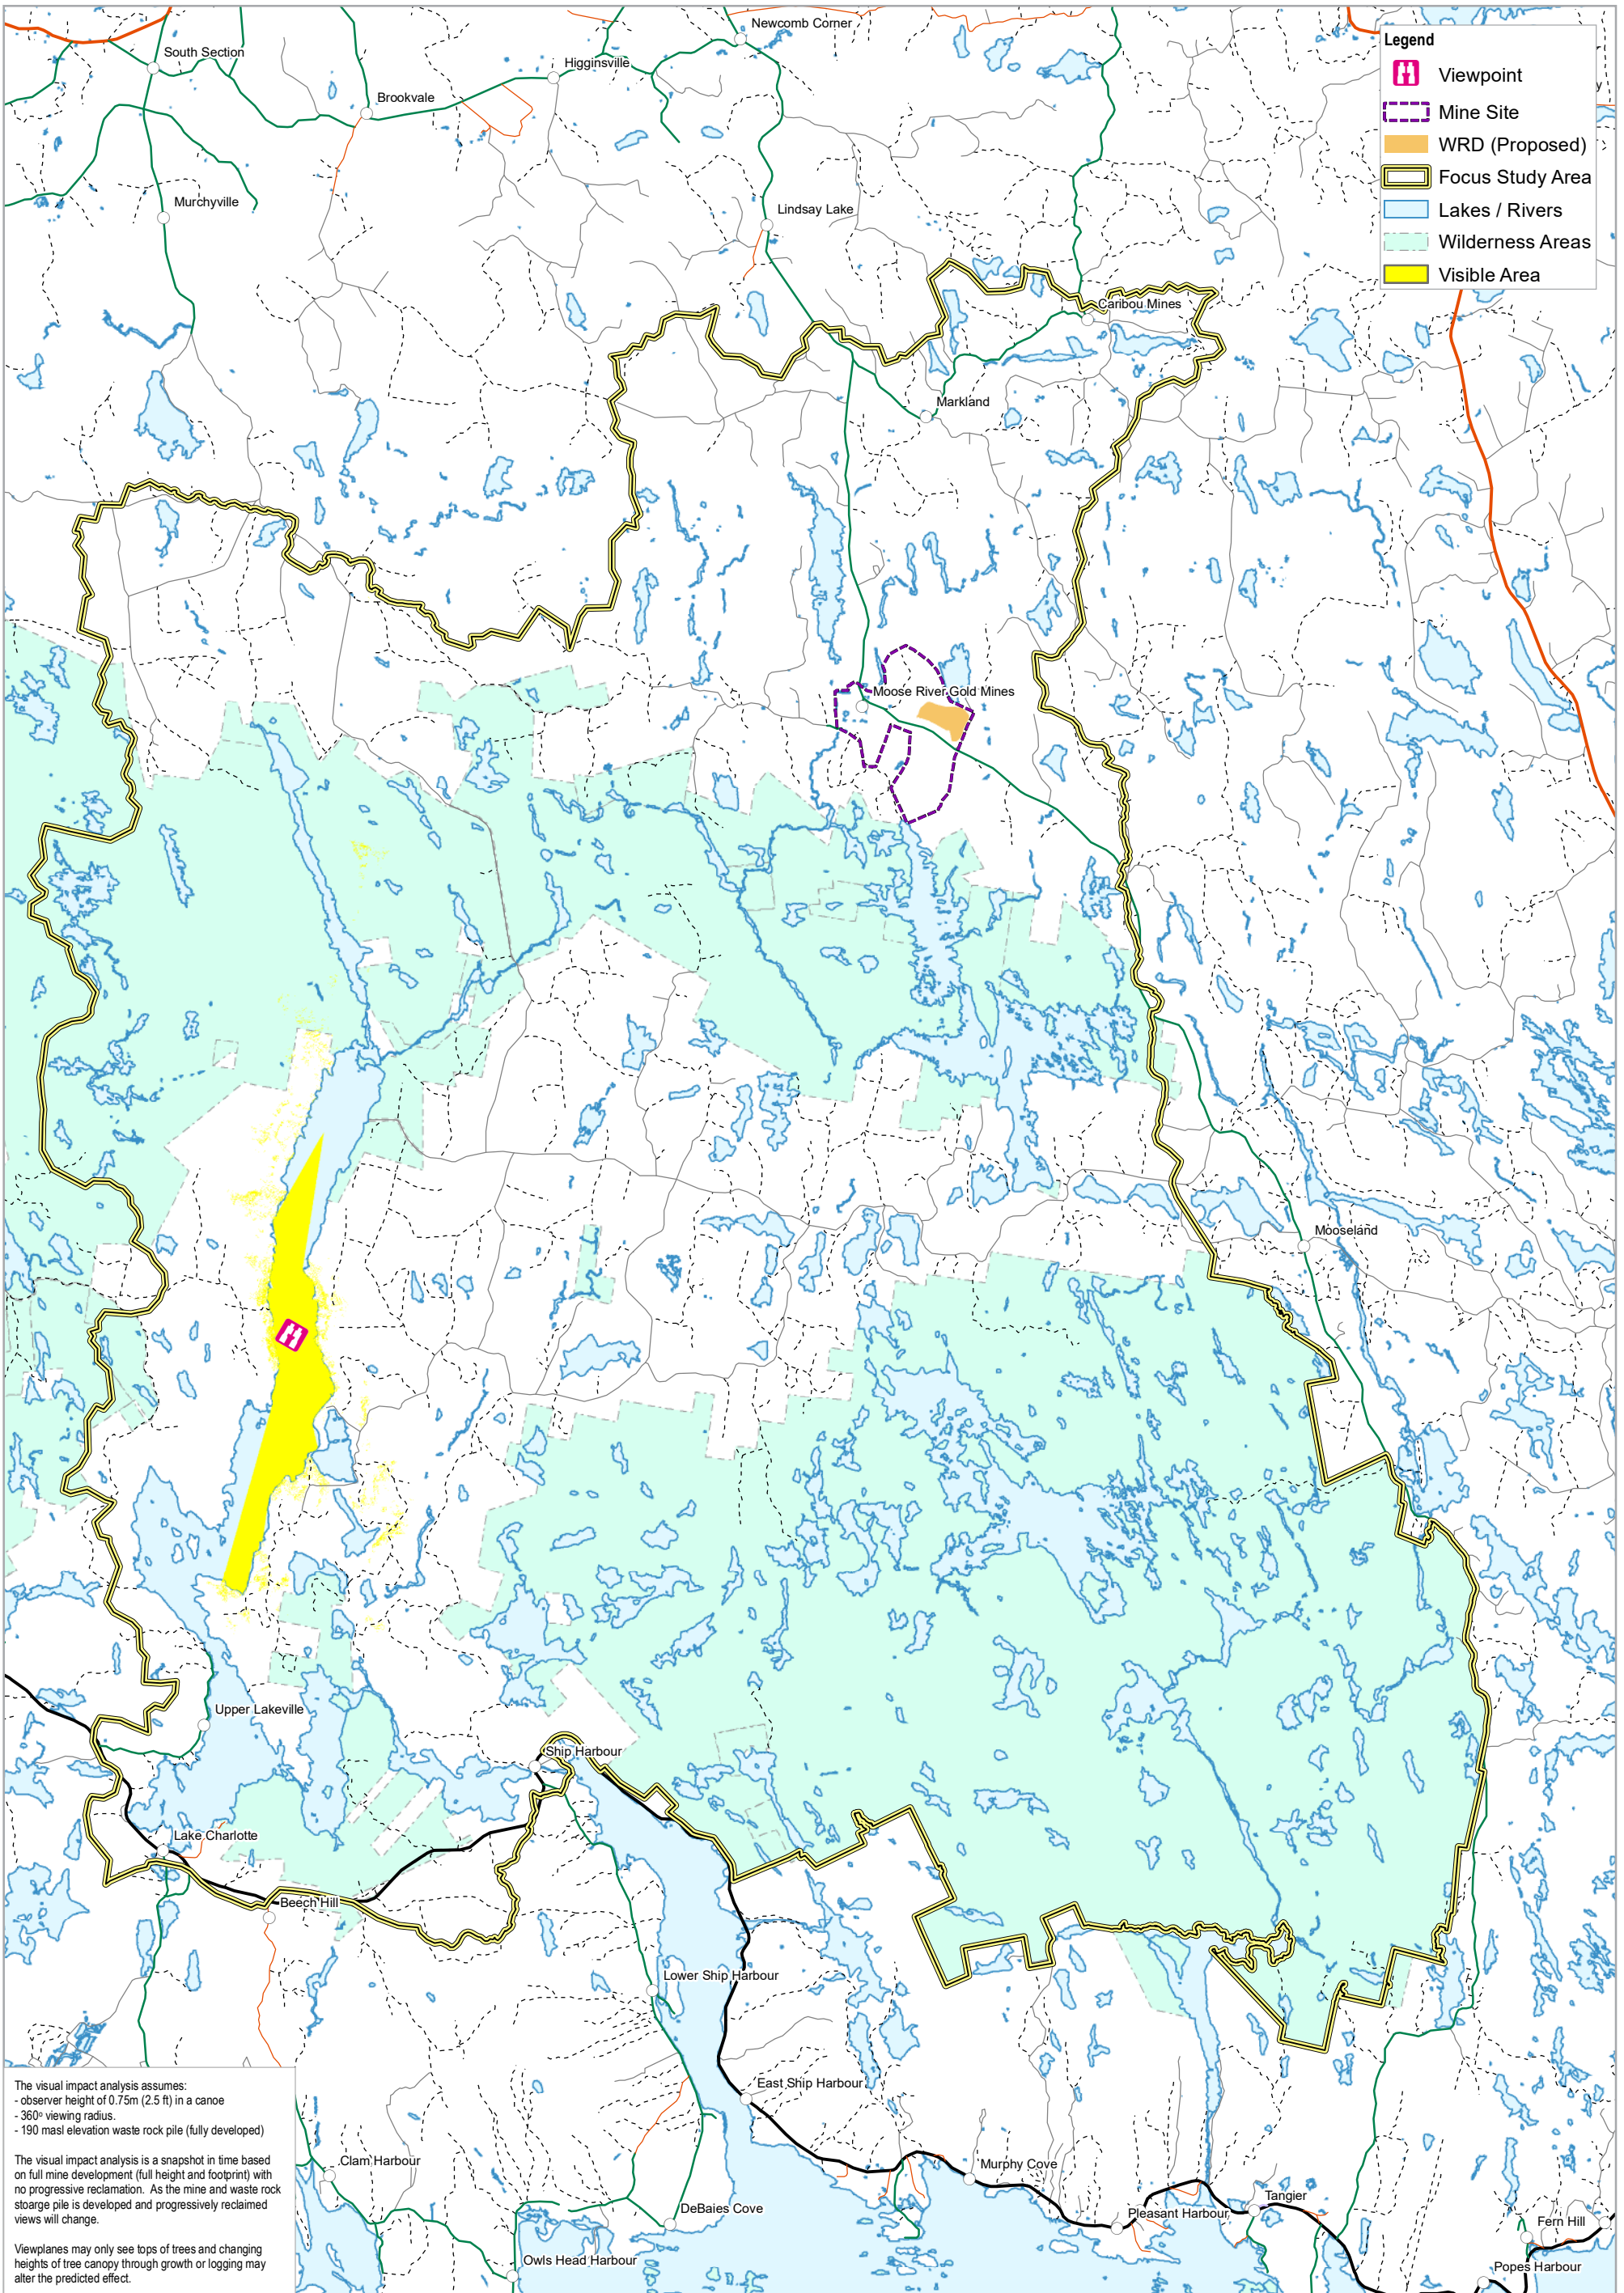 Newcomb Corner
South Section
Higginsville
Brookvale
Murchyville
Lindsay Lake
Legend
Viewpoint
Mine Site
WRD (Proposed)
Focus Study Area
Lakes / Rivers
Wilderness Areas
Visible Area
Caribou Mines
Markland
Moose River Gold Mines
Mooseland
Upper Lakeville
Ship Harbour
Lake Charlotte
Beech Hill
Lower Ship Harbour
East Ship Harbour
Clam Harbour
Murphy Cove
DeBaies Cove
Pleasant Harbour
Tangier
Fern Hill
Owls Head Harbour
Popes Harbour
The visual impact analysis assumes:
- observer height of 0.75m (2.5 ft) in a canoe
- 360º viewing radius.
- 190 masl elevation waste rock pile (fully developed)
The visual impact analysis is a snapshot in time based
on full mine development (full height and footprint) with
no progressive reclamation. As the mine and waste rock
stoarge pile is developed and progressively reclaimed
views will change.
Viewplanes may only see tops of trees and changing
heights of tree canopy through growth or logging may
alter the predicted effect.